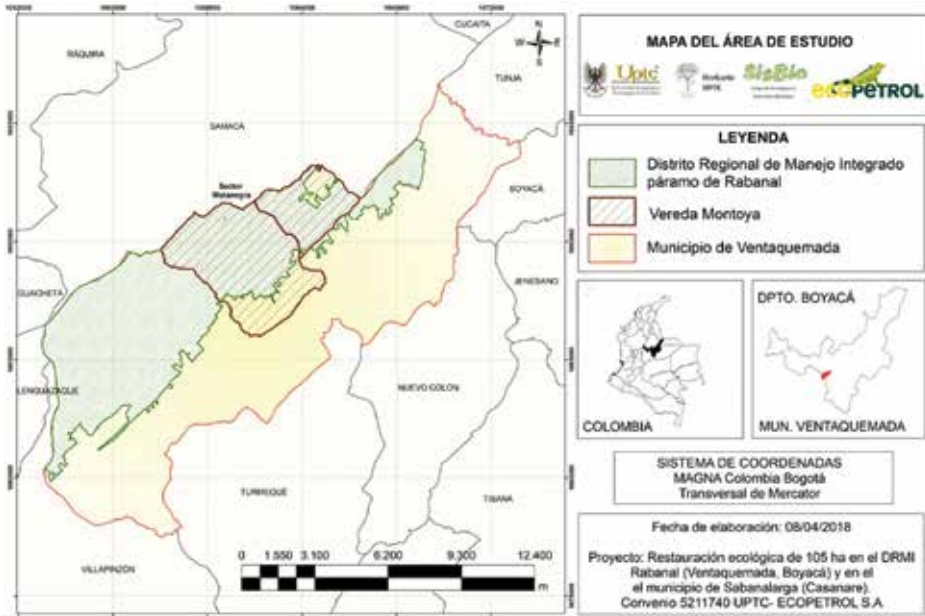 CUCAITA
RÁQUIRA
TUNJA
SAMACÁ
N
W
E
S
Sector
BOYACÁ
GUACHETÁ
JENESANO
LENGUAZAQUE
NUEVO COLÓN
TURMEQUÉ
TIBANÁ
VILLAPINZÓN
0 1.550 3.100 6.200 9.300 12.400
m
MAPA DEL ÁREA DE ESTUDIO
Uptc
Herbario
UPTC
SisBio
ecoPETROL
LEYENDA
Distrito Regional de Manejo Integrado
páramo de Rabanal
Vereda Montoya
Municipio de Ventaquemada
COLOMBIA
DPTO. BOYACÁ
MUN. VENTAQUEMADA
SISTEMA DE COORDENADAS
MAGNA Colombia Bogotá
Transversal de Mercator
Fecha de elaboración: 08/04/2018
Proyecto: Restauración ecológica de 105 ha en el DRMI
Rabanal (Ventaquemada, Boyacá) y en el
el municipio de Sabanalarga (Casanare).
Convenio 5211740 UPTC- ECOPETROL S.A